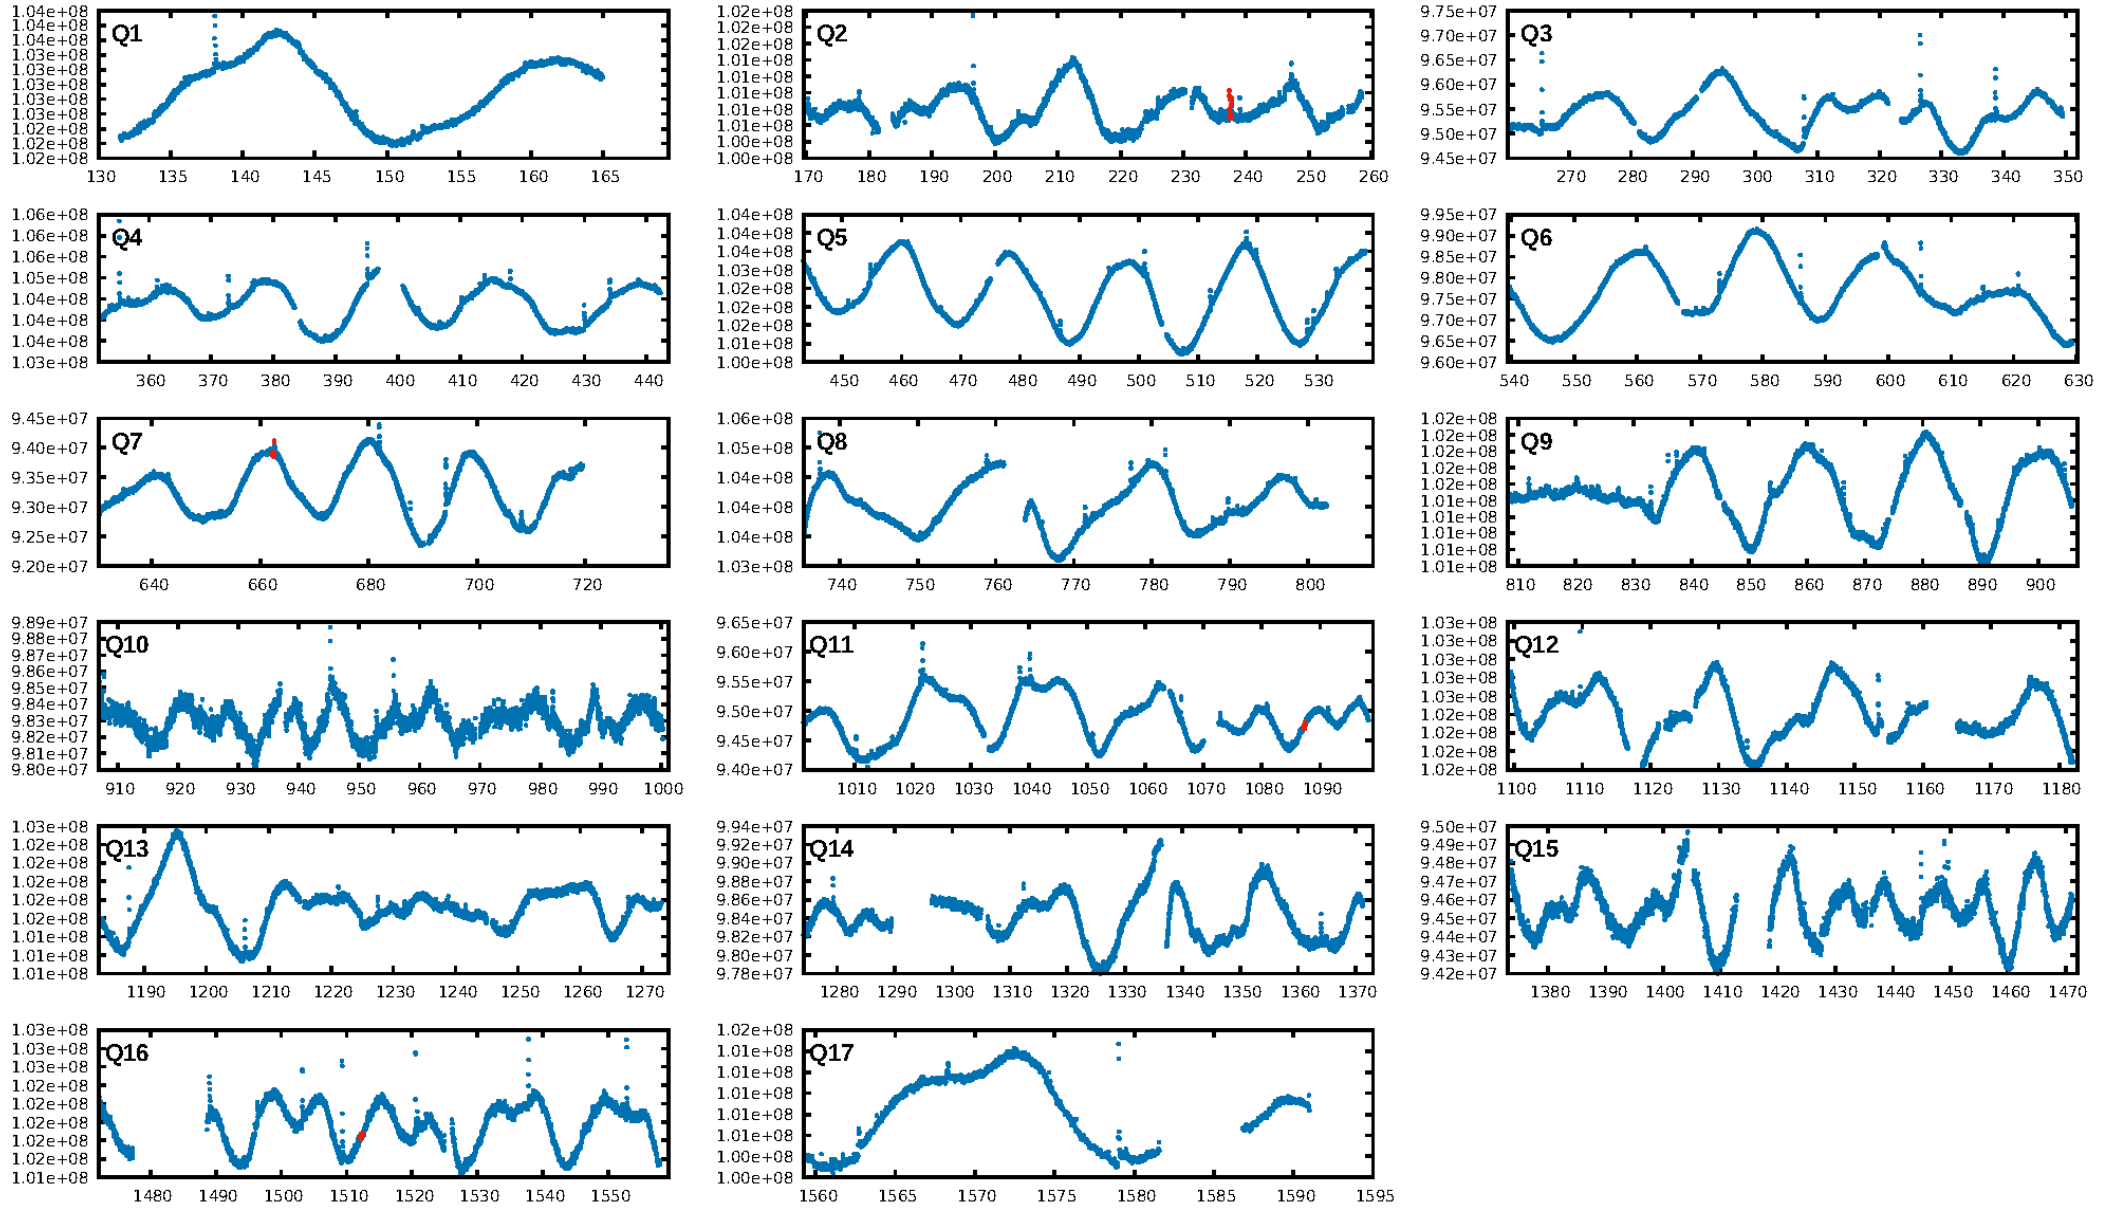 1.04e+08
1.04e+08
1.04e+08
1.03e+08
1.03e+08
1.03e+08
1.03e+08
1.03e+08
1.02e+08
1.02e+08
1.02e+08
Q1
130 135 140 145 150 155 160 165
1.02e+08
1.02e+08
1.02e+08
1.01e+08
1.01e+08
1.01e+08
1.01e+08
1.01e+08
1.00e+08
1.00e+08
Q2
170 180 190 200 210 220 230 240 250 260
9.75e+07
9.70e+07
9.60e+07
9.55e+07
9.50e+07
9.45e+07
Q3
270 280 290 300 310 320 330 340 350
1.06e+08
1.06e+08
1.06e+08
1.05e+08
1.04e+08
1.04e+08
1.04e+08
1.03e+08
Q4
360 370 380 390 400 410 420 430 440
1.04e+08
1.04e+08
1.04e+08
1.03e+08
1.02e+08
1.02e+08
1.02e+08
1.01e+08
1.00e+08
Q5
450 460 470 480 490 500 510 520 530
9.95e+07
9.90e+07
9.85e+07
9.80e+07
9.75e+07
9.70e+07
9.60e+07
Q6
540 550 560 570 580 590 600 610 620 630
9.45e+07
9.40e+07
9.35e+07
9.30e+07
9.25e+07
9.20e+07
Q7
640 660 680 700 720
1.06e+08
1.05e+08
1.04e+08
1.04e+08
1.04e+08
1.03e+08
Q8
740 750 760 770 780 790 800
1.02e+08
1.02e+08
1.02e+08
1.02e+08
1.02e+08
1.01e+08
1.01e+08
1.01e+08
1.01e+08
1.01e+08
Q9
810 820 830 840 850 860 870 880 890 900
9.89e+07
9.88e+07
9.87e+07
9.86e+07
9.85e+07
9.84e+07
9.83e+07
9.82e+07
9.81e+07
9.80e+07
Q10
910 920 930 940 950 960 970 980 990 1000
9.65e+07
9.60e+07
9.55e+07
9.50e+07
9.45e+07
9.40e+07
Q11
1010 1020 1030 1040 1050 1060 1070 1080 1090
1.03e+08
1.03e+08
1.03e+08
1.03e+08
1.03e+08
1.02e+08
1.02e+08
1.02e+08
1.02e+08
Q12
1100 1110 1120 1130 1140 1150 1160 1170 1180
1.03e+08
1.02e+08
1.02e+08
1.02e+08
1.02e+08
1.02e+08
1.01e+08
1.01e+08
1.01e+08
Q13
1190 1200 1210 1220 1230 1240 1250 1260 1270
9.94e+07
9.92e+07
9.90e+07
9.88e+07
9.86e+07
9.84e+07
9.82e+07
9.80e+07
9.78e+07
Q14
1280 1290 1300 1310 1320 1330 1340 1350 1360 1370
9.50e+07
9.49e+07
9.48e+07
9.47e+07
9.46e+07
9.45e+07
9.44e+07
9.43e+07
9.42e+07
Q15
1380 1390 1400 1410 1420 1430 1440 1450 1460 1470
1.03e+08
1.03e+08
1.03e+08
1.02e+08
1.02e+08
1.02e+08
1.02e+08
1.02e+08
1.01e+08
Q16
1480 1490 1500 1510 1520 1530 1540 1550
1.02e+08
1.01e+08
1.01e+08
1.01e+08
1.01e+08
1.01e+08
1.00e+08
1.00e+08
Q17
1560 1565 1570 1575 1580 1585 1590 1595